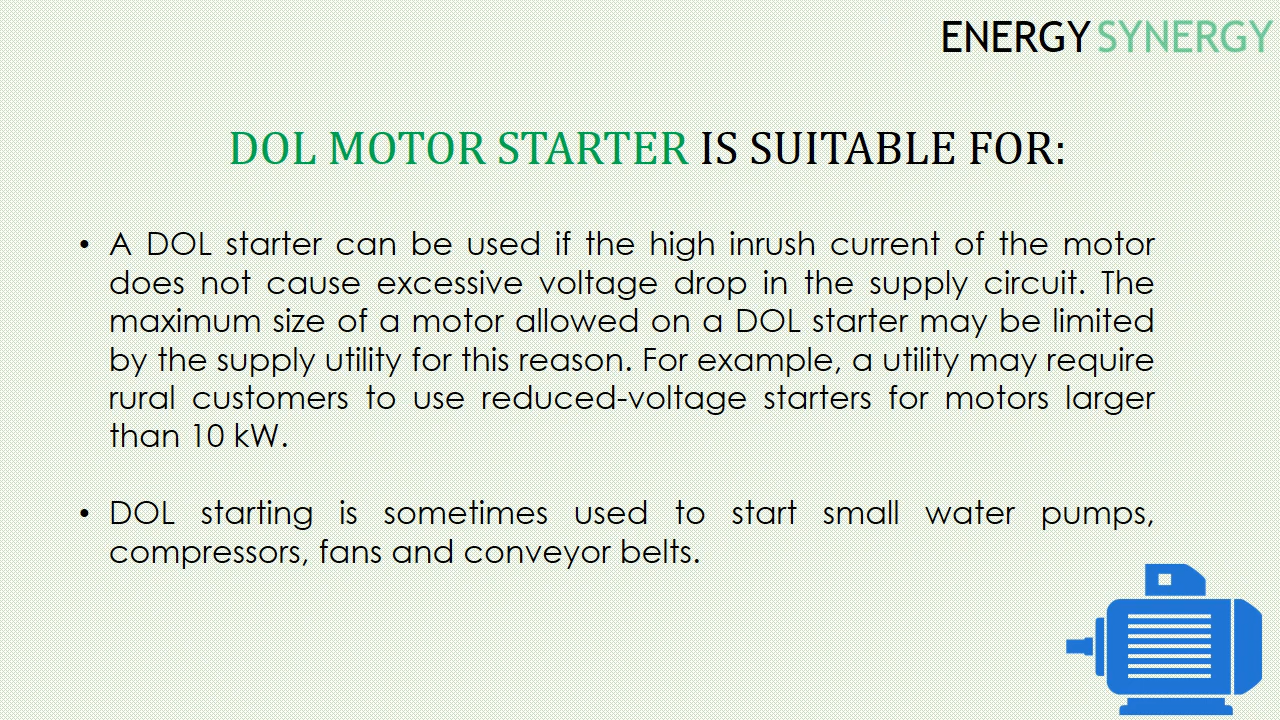 ENERGY SYNERGY
DOL MOTOR STARTER IS SUITABLE FOR:
• A DOL starter can be used if the high inrush current of the motor
does not cause excessive voltage drop in the supply circuit. The
maximum size of a motor allowed on a DOL starter may be limited
by the supply utility for this reason. For example, a utility may require
rural customers to use reduced-voltage starters for motors larger
than 10 kW.
• DOL starting is sometimes used to start small water pumps,
compressors, fans and conveyor belts.